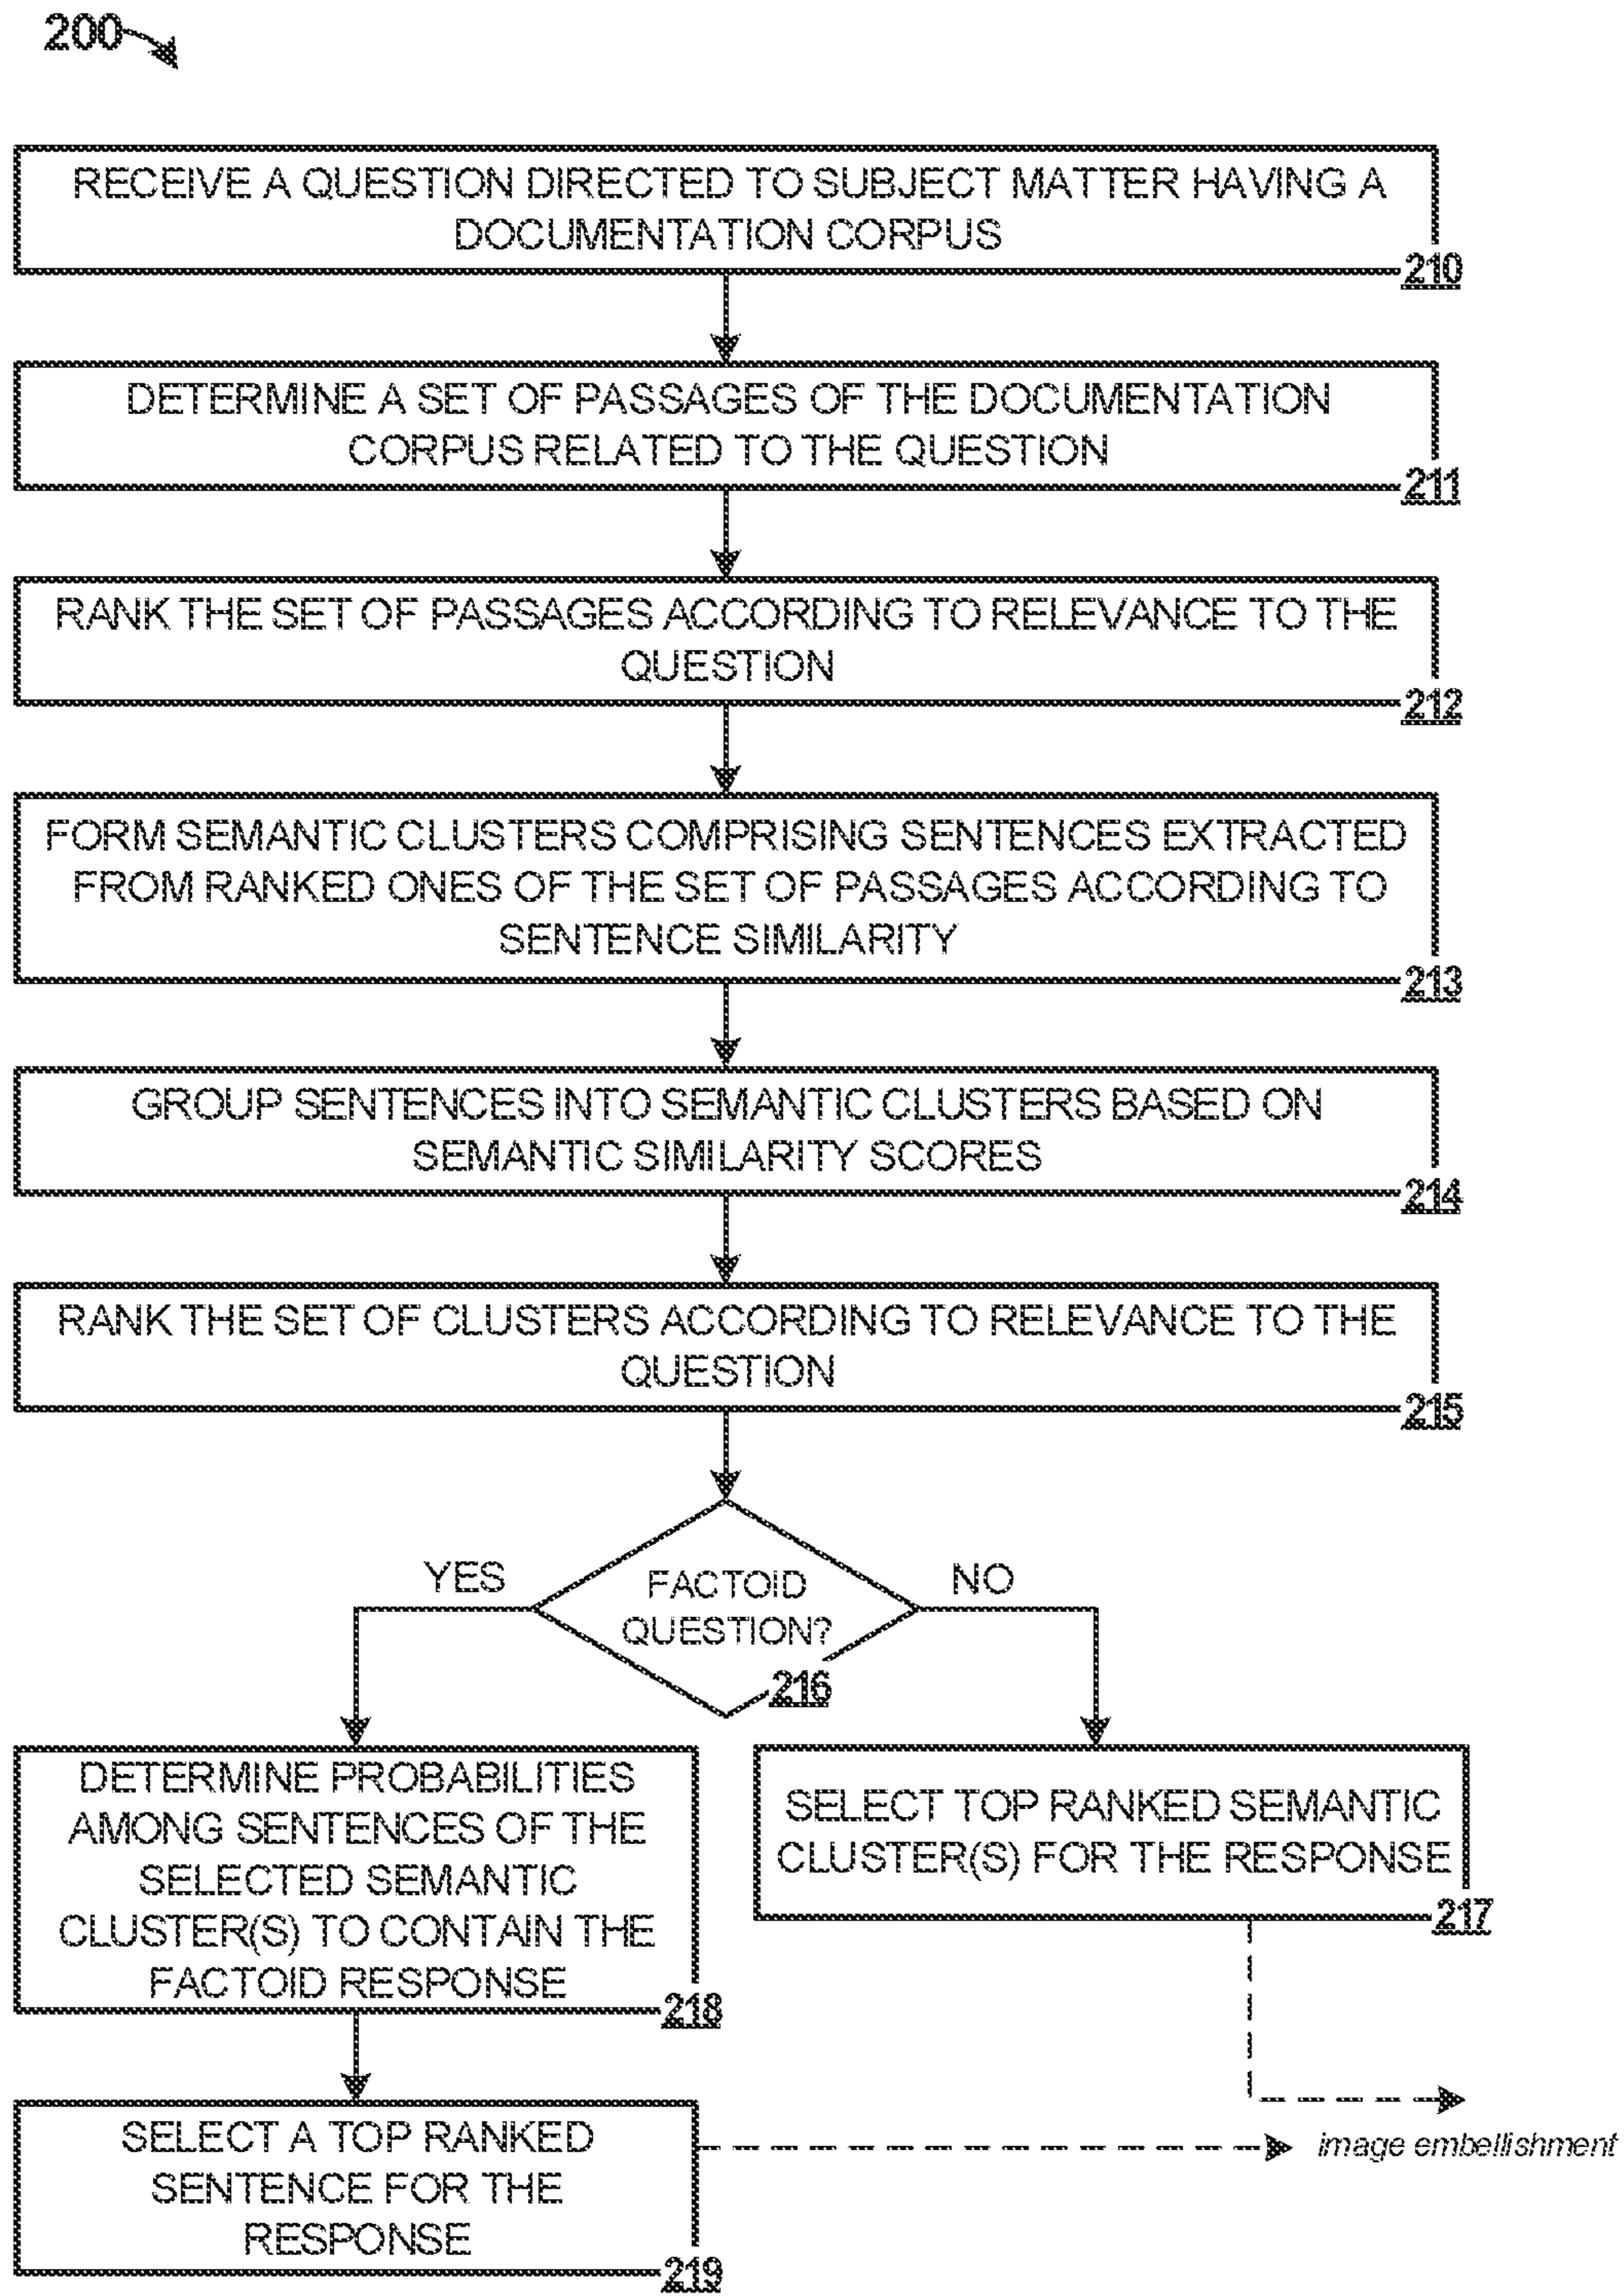 200
RECEIVE A QUESTION DIRECTED TO SUBJECT MATTER HAVING A
DOCUMENTATION CORPUS
210
DETERMINE A SET OF PASSAGES OF THE DOCUMENTATION
CORPUS RELATED TO THE QUESTION
211
RANK THE SET OF PASSAGES ACCORDING TO RELEVANCE TO THE
QUESTION
212
FORM SEMANTIC CLUSTERS COMPRISING SENTENCES EXTRACTED
FROM RANKED ONES OF THE SET OF PASSAGES ACCORDING TO
SENTENCE SIMILARITY
213
GROUP SENTENCES INTO SEMANTIC CLUSTERS BASED ON
SEMANTIC SIMILARITY SCORES
214
RANK THE SET OF CLUSTERS ACCORDING TO RELEVANCE TO THE
QUESTION
215
YES
FACTOID
QUESTION?
216
NO
DETERMINE PROBABILITIES
AMONG SENTENCES OF THE
SELECTED SEMANTIC
CLUSTER(S) TO CONTAIN THE
FACTOID RESPONSE
218
SELECT TOP RANKED SEMANTIC
CLUSTER(S) FOR THE RESPONSE
217
SELECT A TOP RANKED
SENTENCE FOR THE
RESPONSE
219
image embellishment